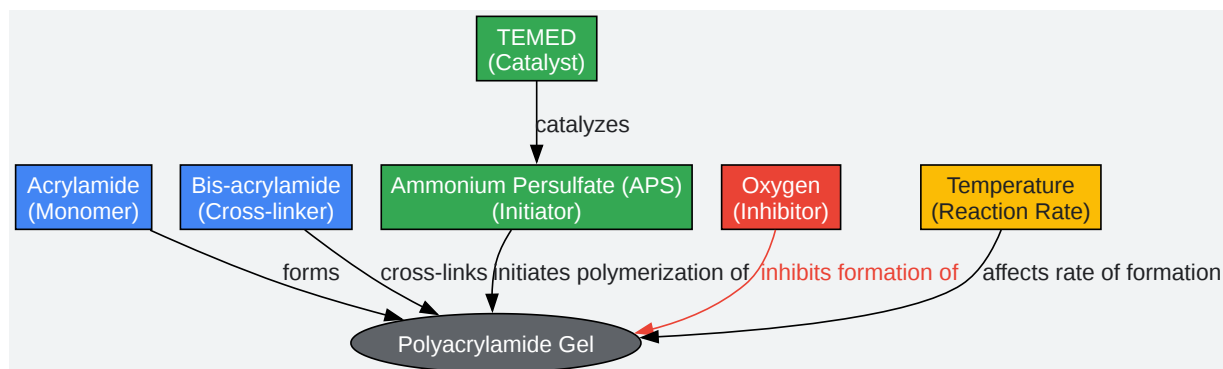 TEMED
(Catalyst)
catalyzes
Acrylamide
(Monomer)
Bis-acrylamide
(Cross-linker)
Ammonium Persulfate (APS)
(Initiator)
Oxygen
(Inhibitor)
Temperature
(Reaction Rate)
forms
cross-links
initiates polymerization of
inhibits formation of
affects rate of formation
Polyacrylamide Gel